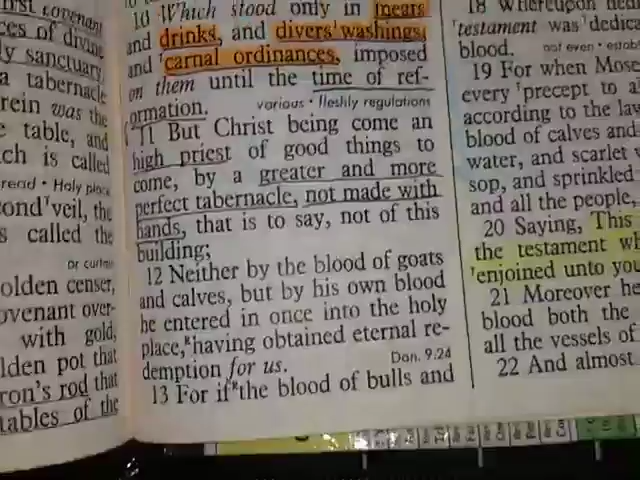 first covenant
ces of divine
ly sanctuary.
a tabernacle
rein was the
e table, and
ch is called
read • Holy place
cond veil, the
s called the
or curtain
olden censer,
ovenant over-
with gold,
lden pot that
ron's rod that
tables of the
10 Which stood only in mears
and drinks, and divers washings,
and carnal ordinances, imposed
on them until the time of ref-
ormation.
various • fleshly regulations
11 But Christ being come an
high priest of good things to
come, by a greater and more
perfect tabernacle, not made with
hands, that is to say, not of this
building;
12 Neither by the blood of goats
and calves, but by his own blood
he entered in once into the holy
place, having obtained eternal re-
demption for us.
Dan. 9:24
13 For if the blood of bulls and
18 Whereupon
testament was dedica
blood.
not even • estab
19 For when Mose
every precept to a
according to the la
blood of calves and
water, and scarlet
sop, and sprinkled
and all the people,
20 Saying, This
the testament wh
enjoined unto you
21 Moreover he
blood both the
all the vessels of
22 And almost